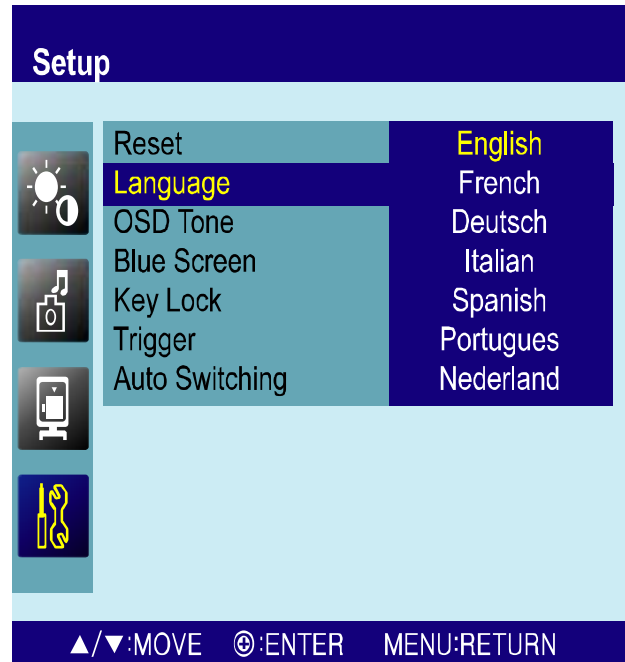 Setup
Reset English
Language French
OSD Tone Deutsch
Blue Screen Italian
Key Lock Spanish
Trigger Portugues
Auto Switching Nederland
▲/▼:MOVE ⊕:ENTER MENU:RETURN